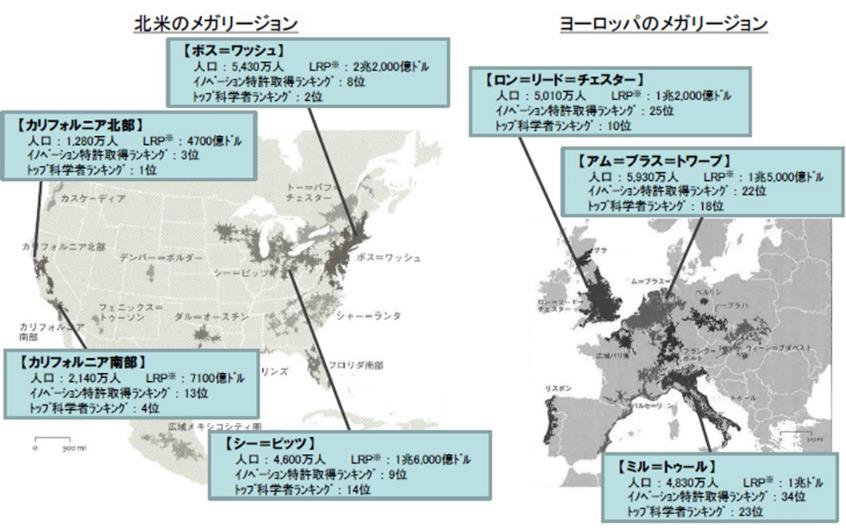 北米のメガリージョン
ヨーロッパのメガリージョン
【ボス=ワッシュ】
人口：5,430万人 LRP※：2兆2,000億ドル
イノベーション特許取得ランキング：8位
トップ科学者ランキング：2位
【カリフォルニア北部】
人口：1,280万人 LRP※：4700億ドル
イノベーション特許取得ランキング：3位
トップ科学者ランキング：1位
カスケーディア
トー=バフ=
チェスター
カリフォルニア北部
デンバー=ボルダー
シー=ピッツ
ボス=ワッシュ
フェニックス=
トゥーソン
ダル=オースチン
シャー=ランタ
カリフォルニア
南部
フロリダ南部
【カリフォルニア南部】
人口：2,140万人 LRP※：7100億ドル
イノベーション特許取得ランキング：13位
トップ科学者ランキング：4位
広域メキシコシティ圏
【シー=ピッツ】
人口：4,600万人 LRP※：1兆6,000億ドル
イノベーション特許取得ランキング：9位
トップ科学者ランキング：14位
【ロン=リード=チェスター】
人口：5,010万人 LRP※：1兆2,000億ドル
イノベーション特許取得ランキング：25位
トップ科学者ランキング：10位
【アム=ブラス=トワープ】
人口：5,930万人 LRP※：1兆5,000億ドル
イノベーション特許取得ランキング：22位
トップ科学者ランキング：18位
ロン=リード=
チェスター
ベルリン
プラハ
広域パリ圏
フランク=
ウィーン=ブダペスト
リスボン
【ミル=トゥール】
人口：4,830万人 LRP※：1兆ドル
イノベーション特許取得ランキング：34位
トップ科学者ランキング：23位